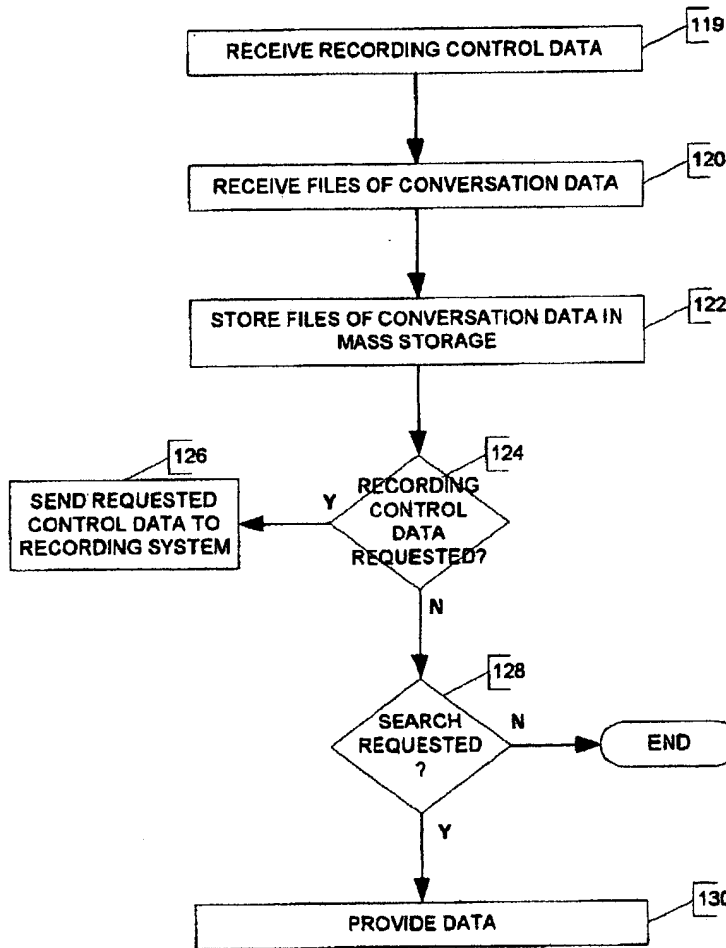 119
RECEIVE RECORDING CONTROL DATA
120
RECEIVE FILES OF CONVERSATION DATA
122
STORE FILES OF CONVERSATION DATA IN
MASS STORAGE
124
RECORDING
CONTROL
DATA
REQUESTED?
Y
126
SEND REQUESTED
CONTROL DATA TO
RECORDING SYSTEM
N
128
SEARCH
REQUESTED
?
N
END
Y
130
PROVIDE DATA